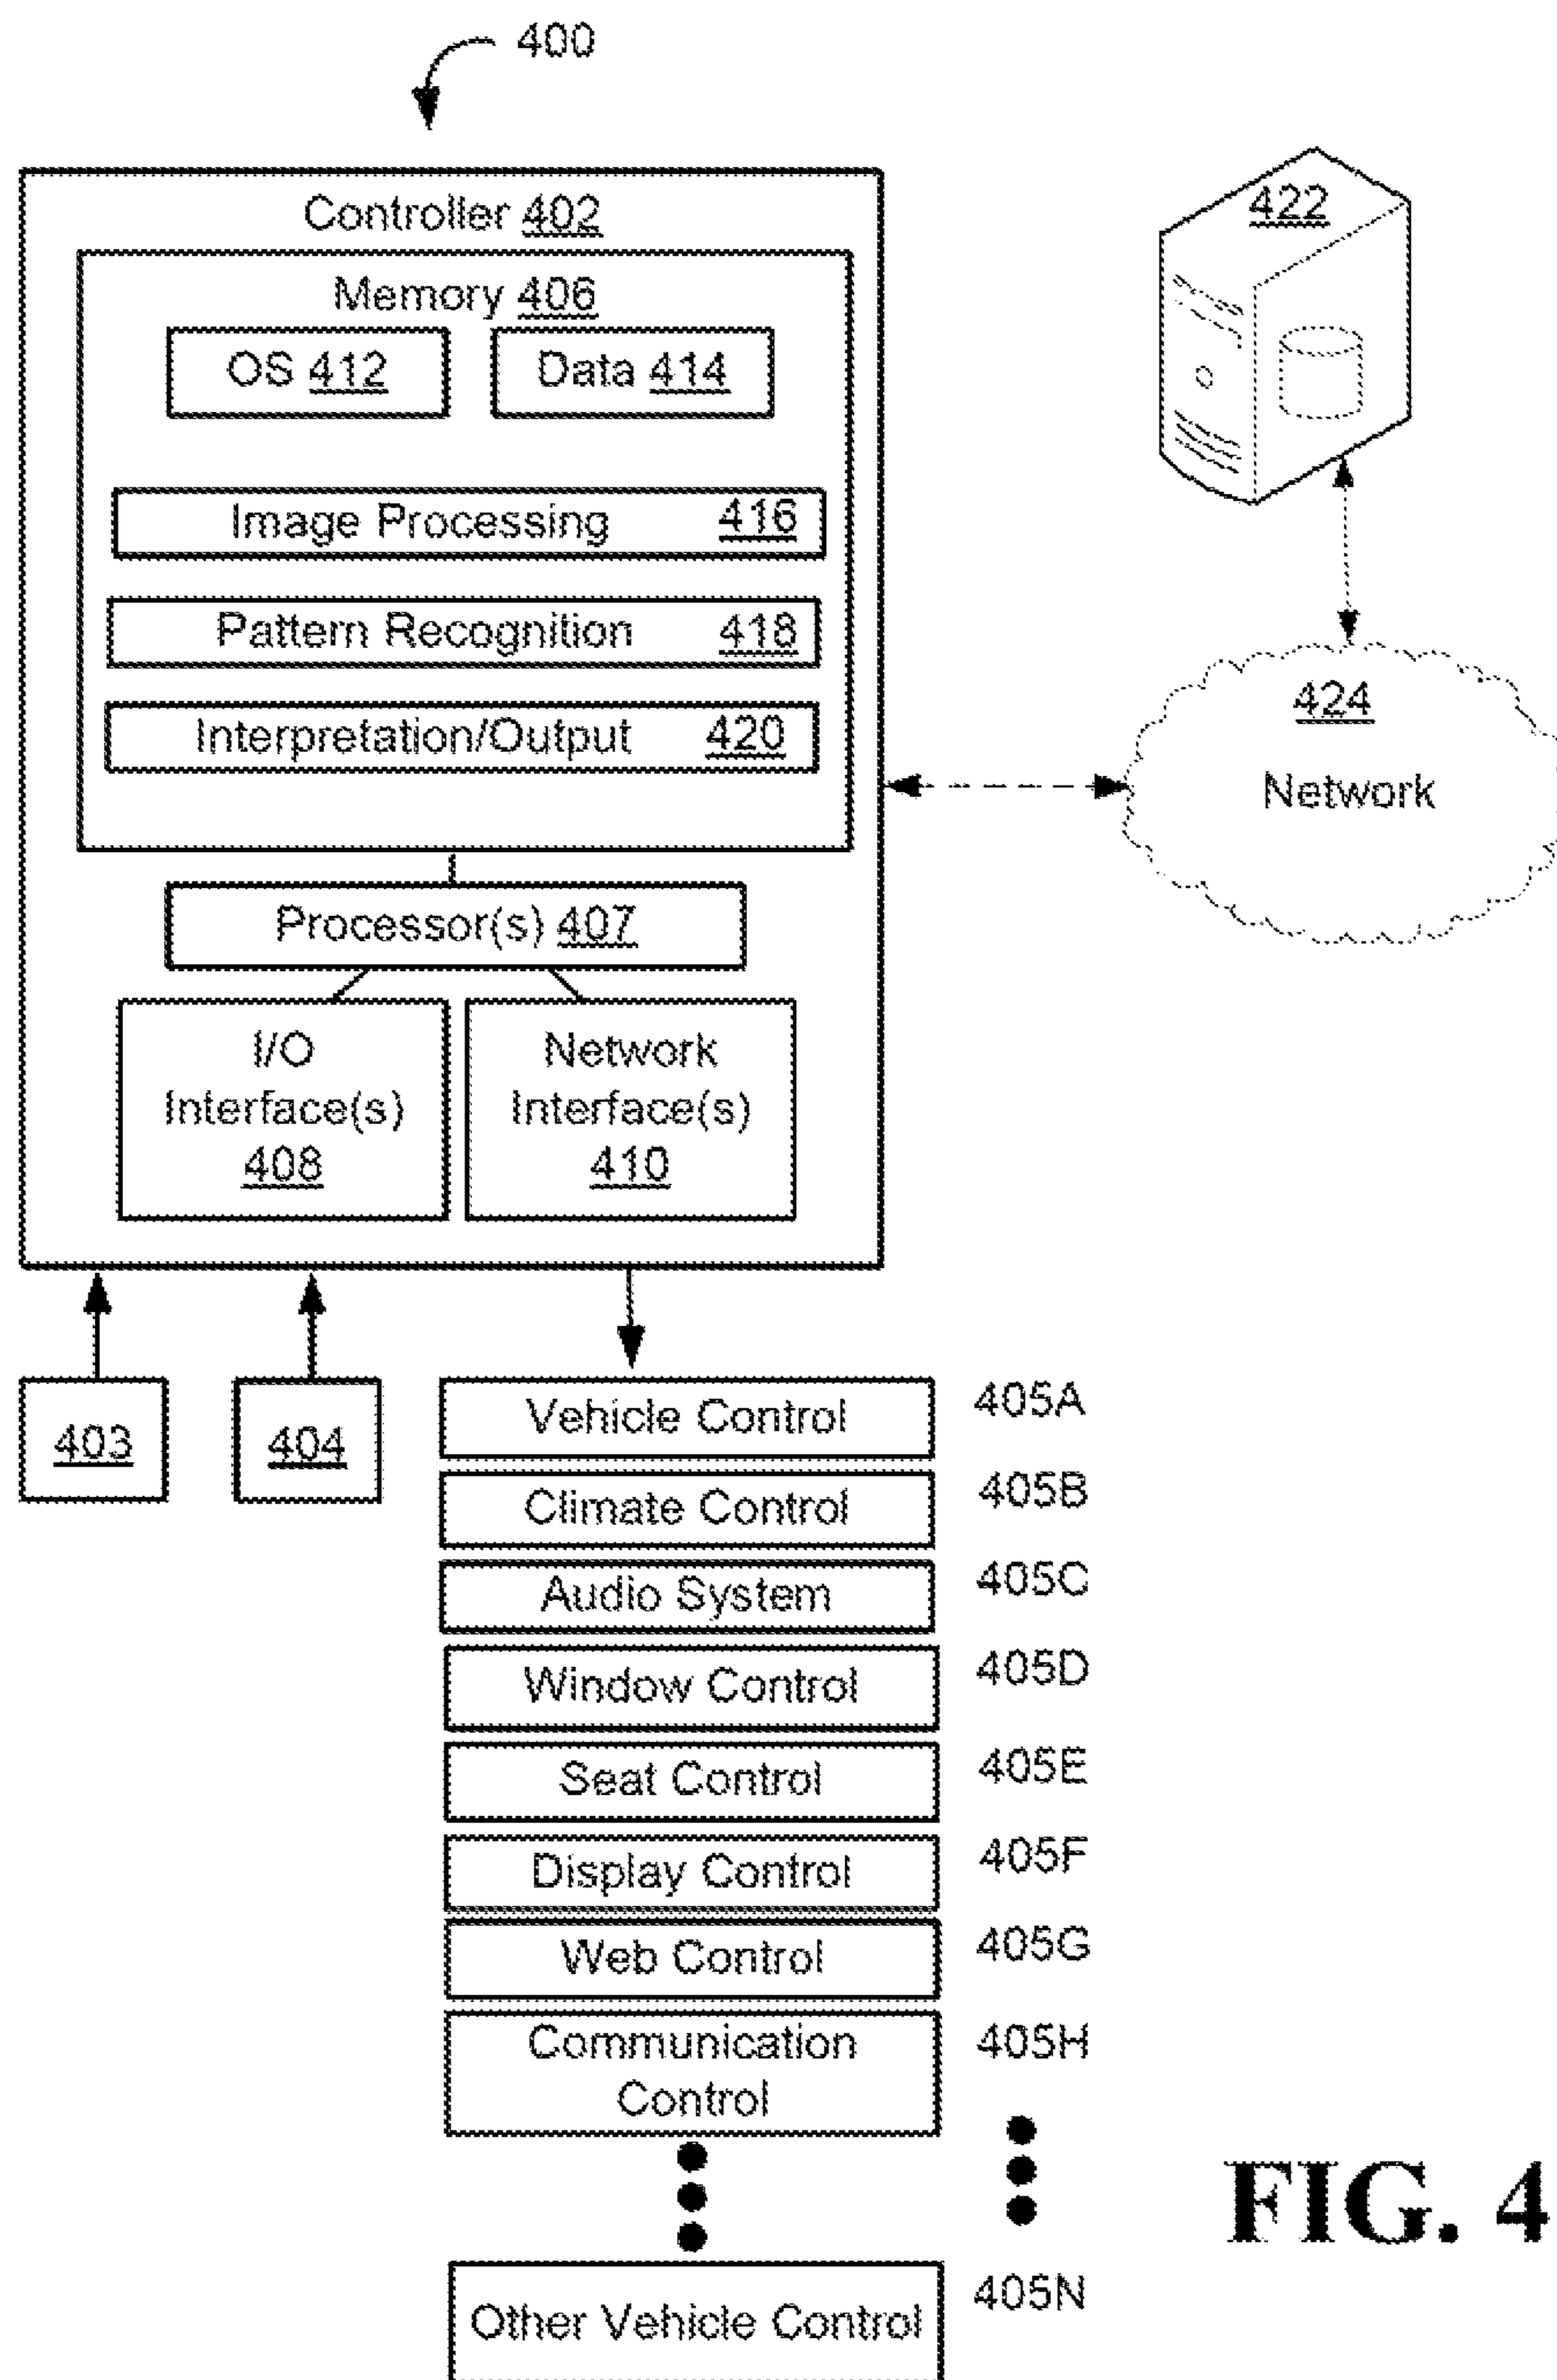 400
Controller 402
Memory 406
OS 412
Data 414
Image Processing 416
Pattern Recognition 418
Interpretation/Output 420
Processor(s) 407
I/O
Interface(s)
408
Network
Interface(s)
410
422
424
Network
403
404
Vehicle Control 405A
Climate Control 405B
Audio System 405C
Window Control 405D
Seat Control 405E
Display Control 405F
Web Control 405G
Communication
Control
405H
Other Vehicle Control 405N
FIG. 4